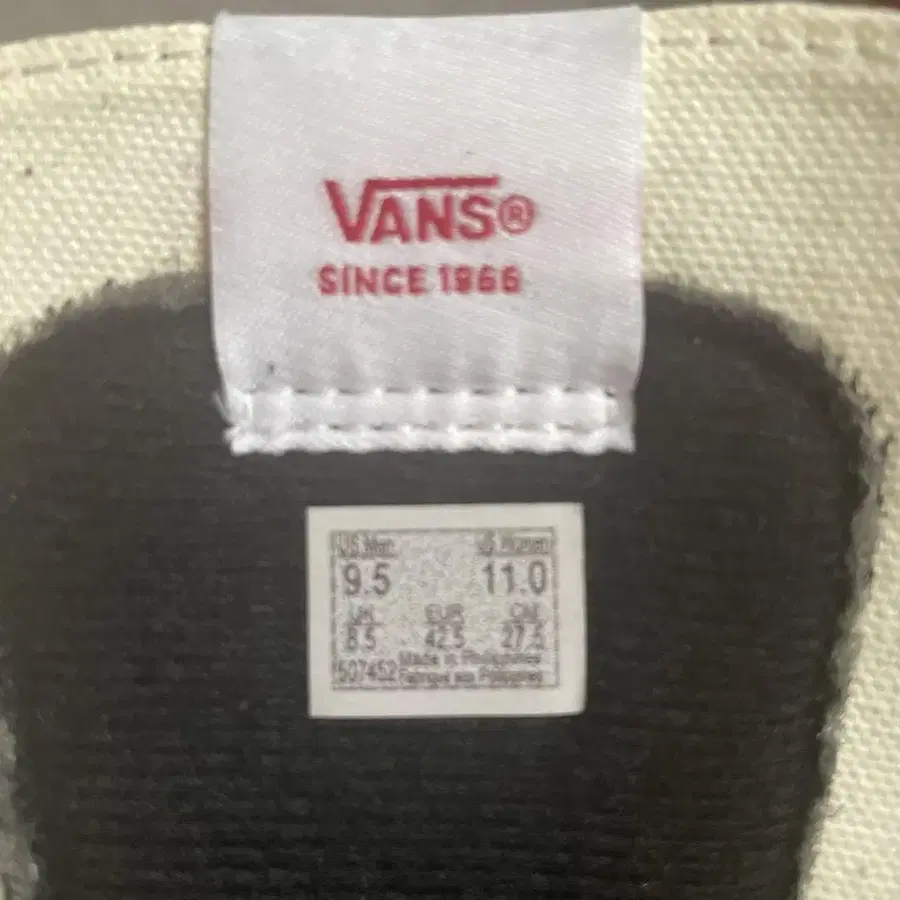 VANS®
SINCE 1966
US Men US Woman
9.5 11.0
UK EUR CM
8.5 42.5 27.5
Made in Philippines
507452 Fabriqué aux Philippines